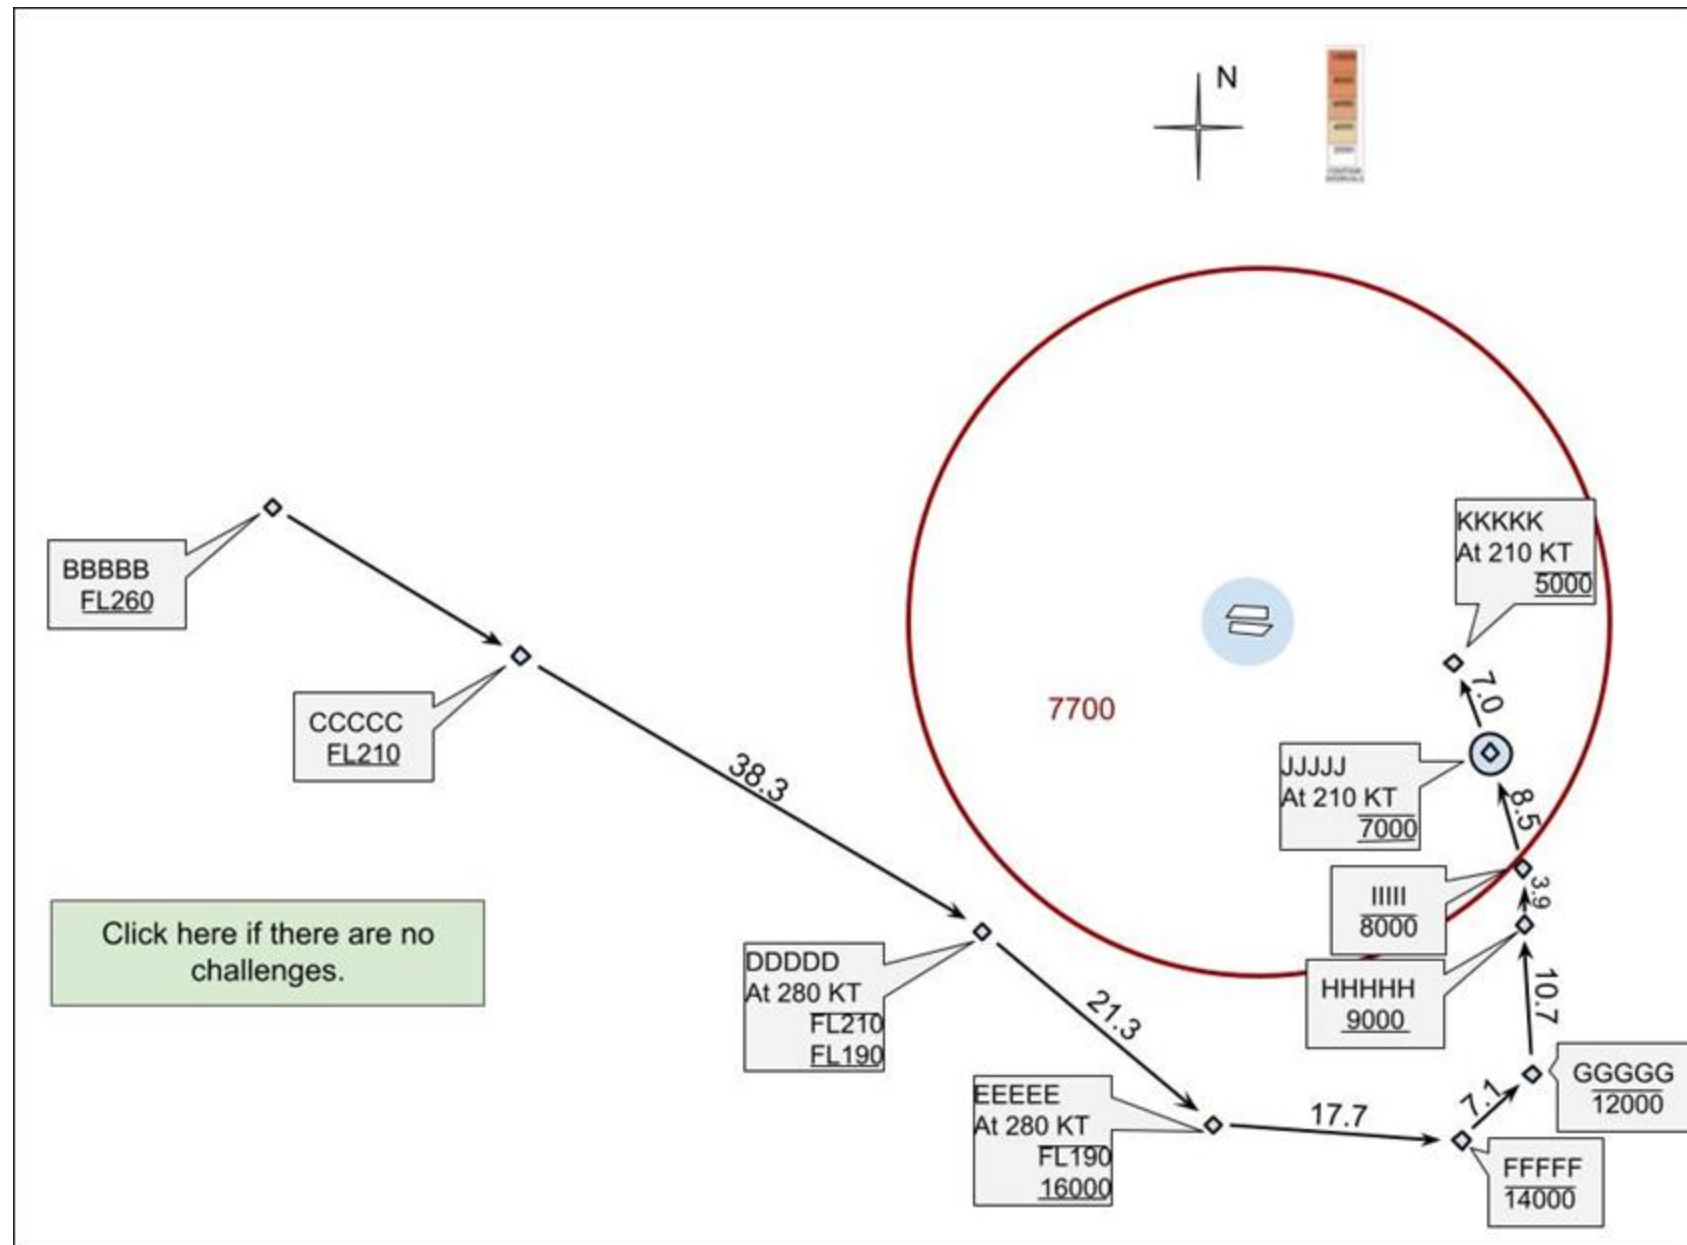 N
KKKKK
At 210 KT
5000
BBBBB
FL260
7700
7.0
CCCCC
FL210
38.3
JJJJJ
At 210 KT
7000
8.5
IIIII
8000
3.9
Click here if there are no
challenges.
DDDDD
At 280 KT
FL210
FL190
21.3
HHHHH
9000
10.7
EEEEE
At 280 KT
FL190
16000
17.7
7.1
GGGGG
12000
FFFFF
14000